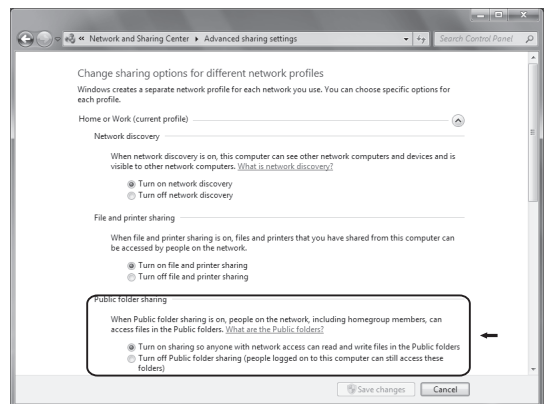 « Network and Sharing Center ▸ Advanced sharing settings
Search Control Panel
Change sharing options for different network profiles
Windows creates a separate network profile for each network you use. You can choose specific options for
each profile.
Home or Work (current profile)
Network discovery
When network discovery is on, this computer can see other network computers and devices and is
visible to other network computers. What is network discovery?
Turn on network discovery
Turn off network discovery
File and printer sharing
When file and printer sharing is on, files and printers that you have shared from this computer can
be accessed by people on the network.
Turn on file and printer sharing
Turn off file and printer sharing
Public folder sharing
When Public folder sharing is on, people on the network, including homegroup members, can
access files in the Public folders. What are the Public folders?
Turn on sharing so anyone with network access can read and write files in the Public folders
Turn off Public folder sharing (people logged on to this computer can still access these
folders)
Save changes
Cancel